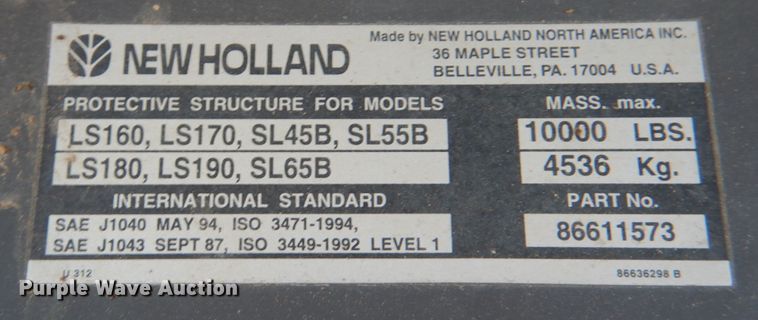 NEW HOLLAND
Made by NEW HOLLAND NORTH AMERICA INC.
36 MAPLE STREET
BELLEVILLE, PA. 17004 U.S.A.
PROTECTIVE STRUCTURE FOR MODELS
MASS. max.
LS160, LS170, SL45B, SL55B
10000 LBS.
LS180, LS190, SL65B
4536 Kg.
INTERNATIONAL STANDARD
PART No.
SAE J1040 MAY 94, ISO 3471-1994,
SAE J1043 SEPT 87, ISO 3449-1992 LEVEL 1
86611573
U 312
86636298 B
Purple Wave Auction